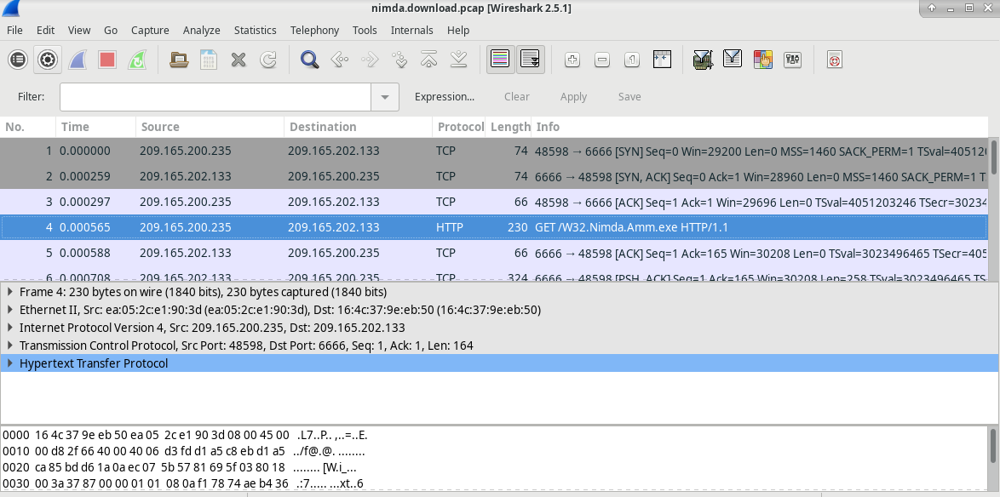 nimda.download.pcap [Wireshark 2.5.1]
File Edit View Go Capture Analyze Statistics Telephony Tools Internals Help
Filter: Expression... Clear Apply Save
No. Time Source Destination Protocol Length Info
1 0.000000 209.165.200.235 209.165.202.133 TCP 74 48598 → 6666 [SYN] Seq=0 Win=29200 Len=0 MSS=1460 SACK_PERM=1 TSval=405120
2 0.000259 209.165.202.133 209.165.200.235 TCP 74 6666 → 48598 [SYN, ACK] Seq=0 Ack=1 Win=28960 Len=0 MSS=1460 SACK_PERM=1 T
3 0.000297 209.165.200.235 209.165.202.133 TCP 66 48598 → 6666 [ACK] Seq=1 Ack=1 Win=29696 Len=0 TSval=4051203246 TSecr=30234
4 0.000565 209.165.200.235 209.165.202.133 HTTP 230 GET /W32.Nimda.Amm.exe HTTP/1.1
5 0.000588 209.165.202.133 209.165.200.235 TCP 66 6666 → 48598 [ACK] Seq=1 Ack=165 Win=30208 Len=0 TSval=3023496465 TSecr=405
6 0.000708 209.165.202.133 209.165.200.235 TCP 324 6666 → 48598 [PSH, ACK] Seq=1 Ack=165 Win=30208 Len=258 TSval=3023496465 TS
Frame 4: 230 bytes on wire (1840 bits), 230 bytes captured (1840 bits)
Ethernet II, Src: ea:05:2c:e1:90:3d (ea:05:2c:e1:90:3d), Dst: 16:4c:37:9e:eb:50 (16:4c:37:9e:eb:50)
Internet Protocol Version 4, Src: 209.165.200.235, Dst: 209.165.202.133
Transmission Control Protocol, Src Port: 48598, Dst Port: 6666, Seq: 1, Ack: 1, Len: 164
Hypertext Transfer Protocol
0000 16 4c 37 9e eb 50 ea 05 2c e1 90 3d 08 00 45 00 .L7..P.. ,..=..E.
0010 00 d8 2f 66 40 00 40 06 d3 fd d1 a5 c8 eb d1 a5 ../f@.@. ........
0020 ca 85 bd d6 1a 0a ec 07 5b 57 81 69 5f 03 80 18 ........ [W.i_...
0030 00 3a 37 87 00 00 01 01 08 0a f1 78 74 ae b4 36 .:7..... ...xt..6